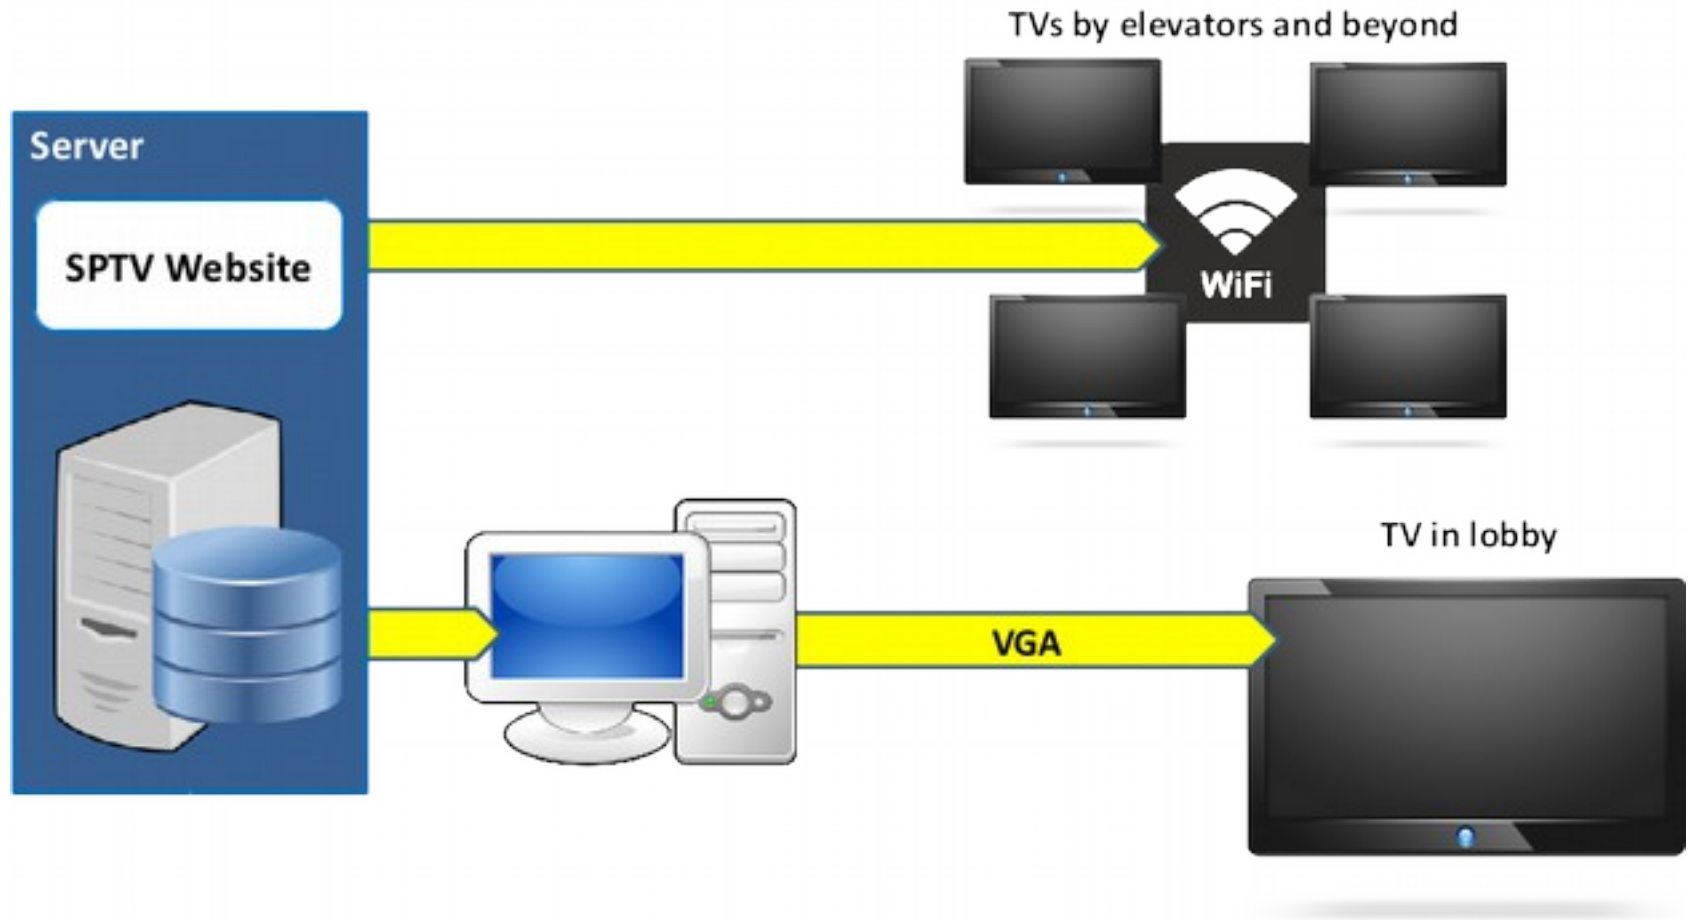 TVs by elevators and beyond
Server
SPTV Website
WiFi
TV in lobby
VGA